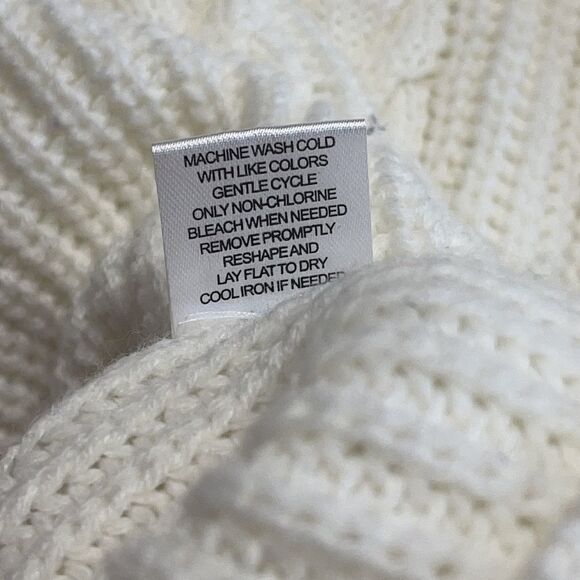 MACHINE WASH COLD
WITH LIKE COLORS
GENTLE CYCLE
ONLY NON-CHLORINE
BLEACH WHEN NEEDED
REMOVE PROMPTLY
RESHAPE AND
LAY FLAT TO DRY
COOL IRON IF NEEDED